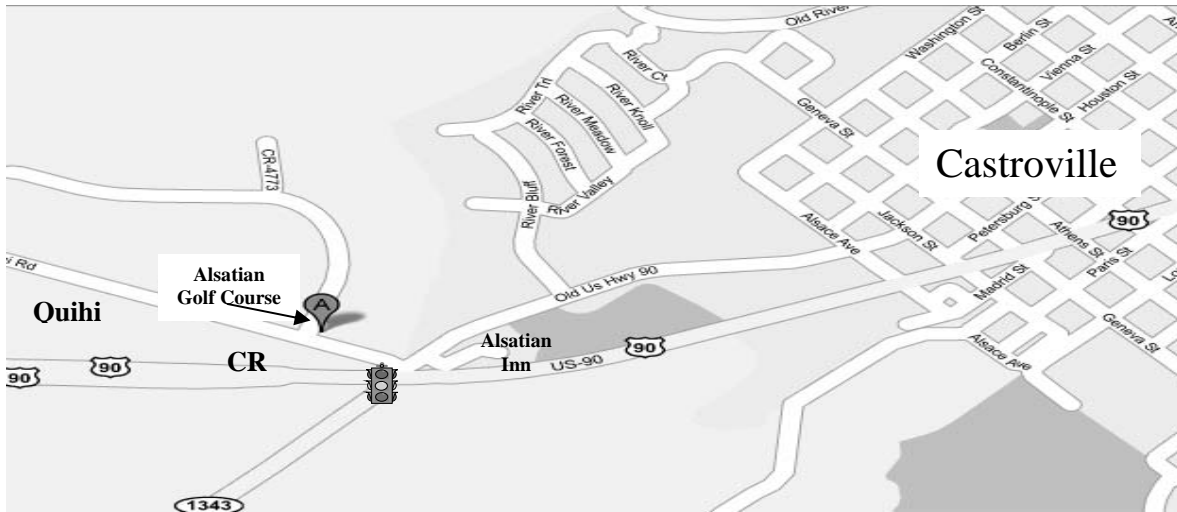 Old River
Washington St
Berlin St
Constantinople St
Vienna St
Houston St
River Ct
River Trl
River Knoll
River Meadow
River Forest
Geneva St
CR-4773
Castroville
River Valley
River Bluff
Alsace Ave
Jackson St
Petersburg S
90
Athens St
Paris St
Madrid St
Lo
i Rd
Alsatian
Golf Course
A
Old Us Hwy 90
Quihi
Alsatian
Inn
90
US-90
Geneva St
Alsace Ave
CR
90
90
1343